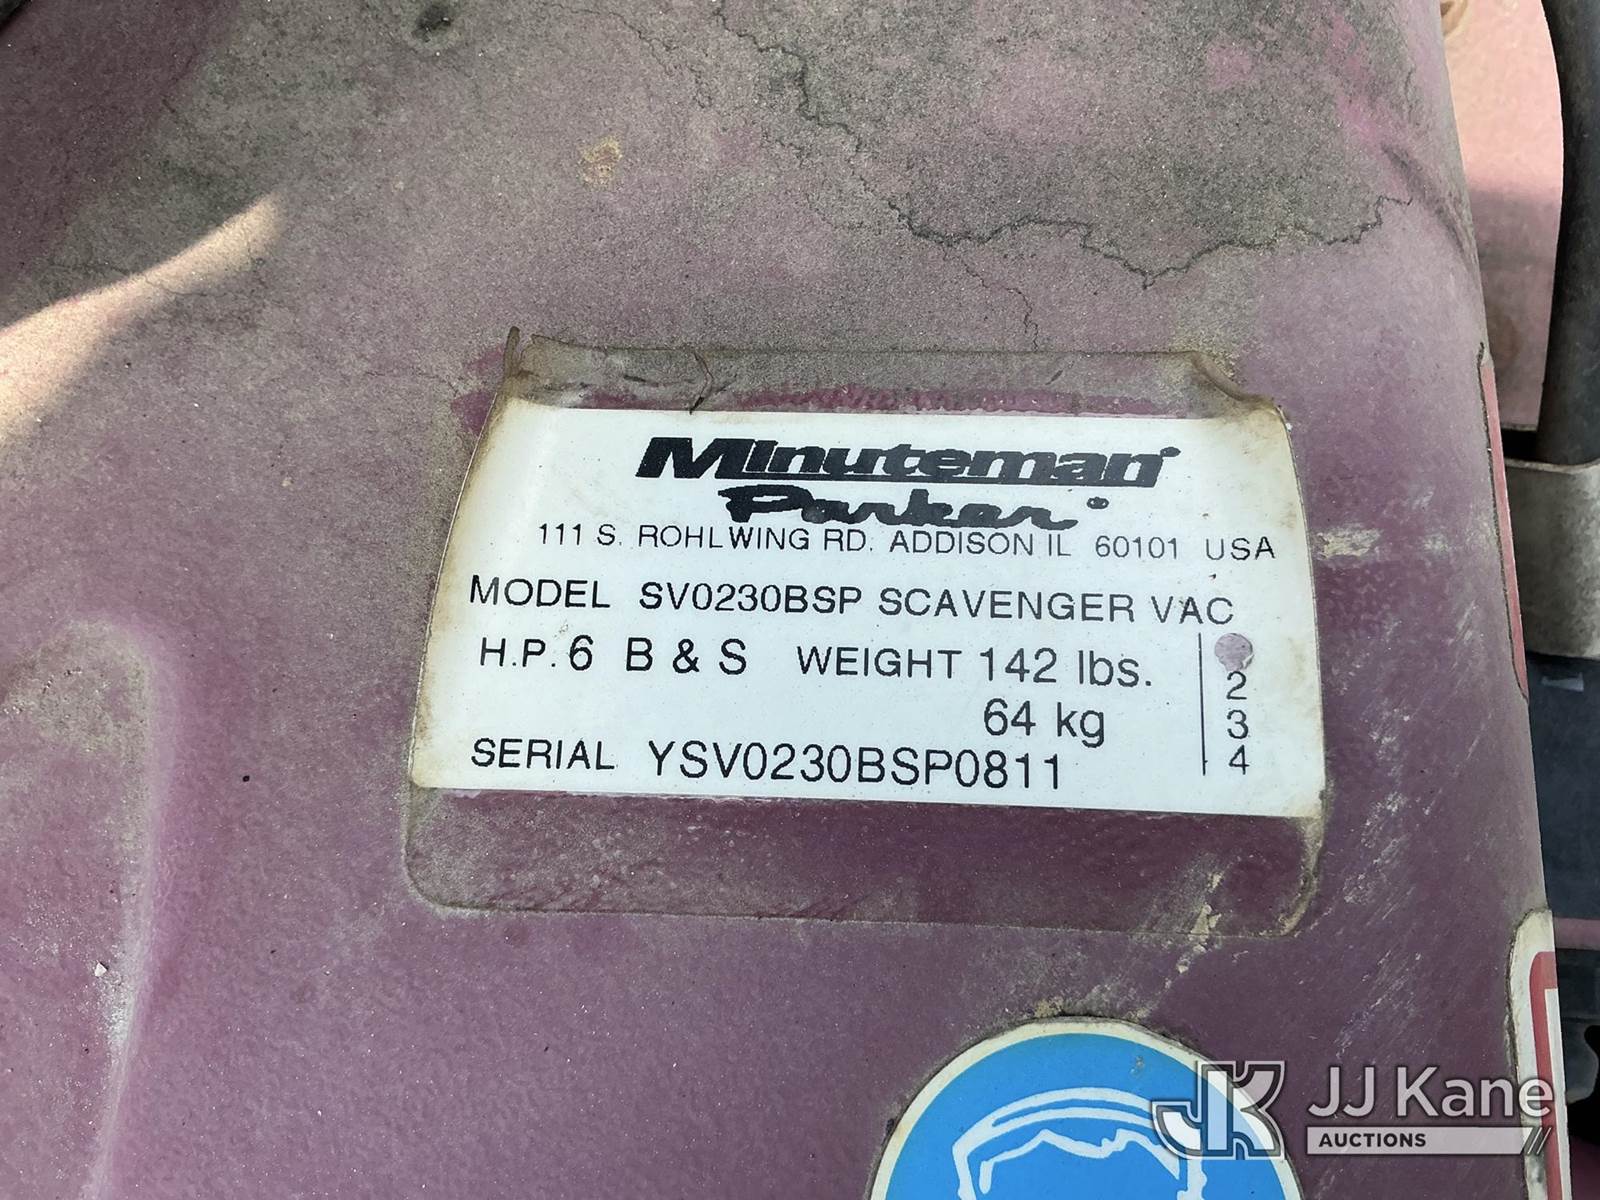 Minuteman®
Parker®
111 S. ROHLWING RD. ADDISON IL 60101 USA
MODEL SV0230BSP SCAVENGER VAC
H.P. 6 B & S WEIGHT 142 lbs.
64 kg
2
3
4
SERIAL YSV0230BSP0811
JK JJ Kane
AUCTIONS